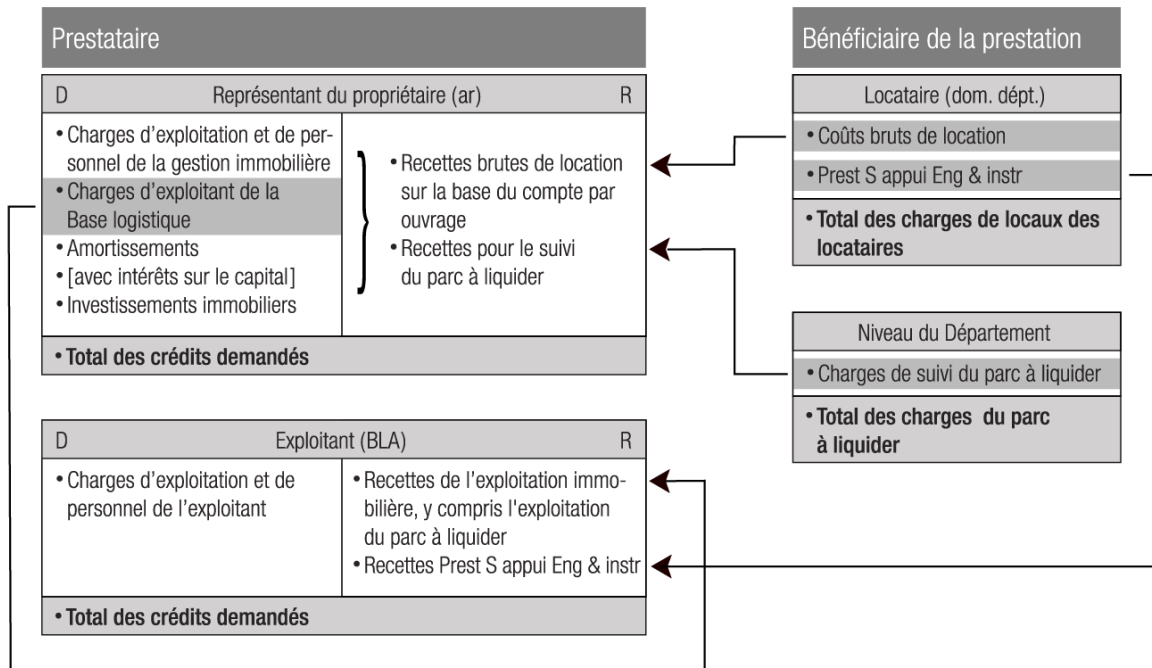 Prestataire
D Représentant du propriétaire (ar) R
• Charges d’exploitation et de per-
sonnel de la gestion immobilière
• Charges d’exploitant de la
Base logistique
• Amortissements
• [avec intérêts sur le capital]
• Investissements immobiliers
• Recettes brutes de location
sur la base du compte par
ouvrage
• Recettes pour le suivi
du parc à liquider
• Total des crédits demandés
D Exploitant (BLA) R
• Charges d’exploitation et de
personnel de l’exploitant
• Recettes de l’exploitation immo-
bilière, y compris l'exploitation
du parc à liquider
• Recettes Prest S appui Eng & instr
• Total des crédits demandés
Bénéficiaire de la prestation
Locataire (dom. dépt.)
• Coûts bruts de location
• Prest S appui Eng & instr
• Total des charges de locaux des
locataires
Niveau du Département
• Charges de suivi du parc à liquider
• Total des charges du parc
à liquider